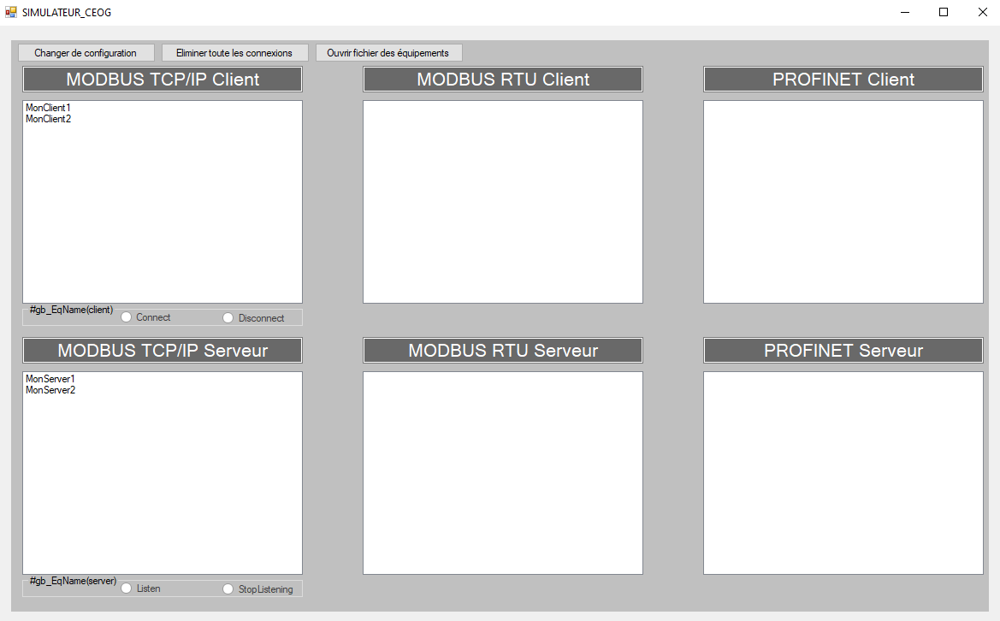 SIMULATEUR_CEOG
Changer de configuration
Eliminer toute les connexions
Ouvrir fichier des équipements
MODBUS TCP/IP Client
MODBUS RTU Client
PROFINET Client
MonClient1
MonClient2
#gb_EqName(client)
Connect
Disconnect
MODBUS TCP/IP Serveur
MODBUS RTU Serveur
PROFINET Serveur
MonServer1
MonServer2
#gb_EqName(server)
Listen
StopListening